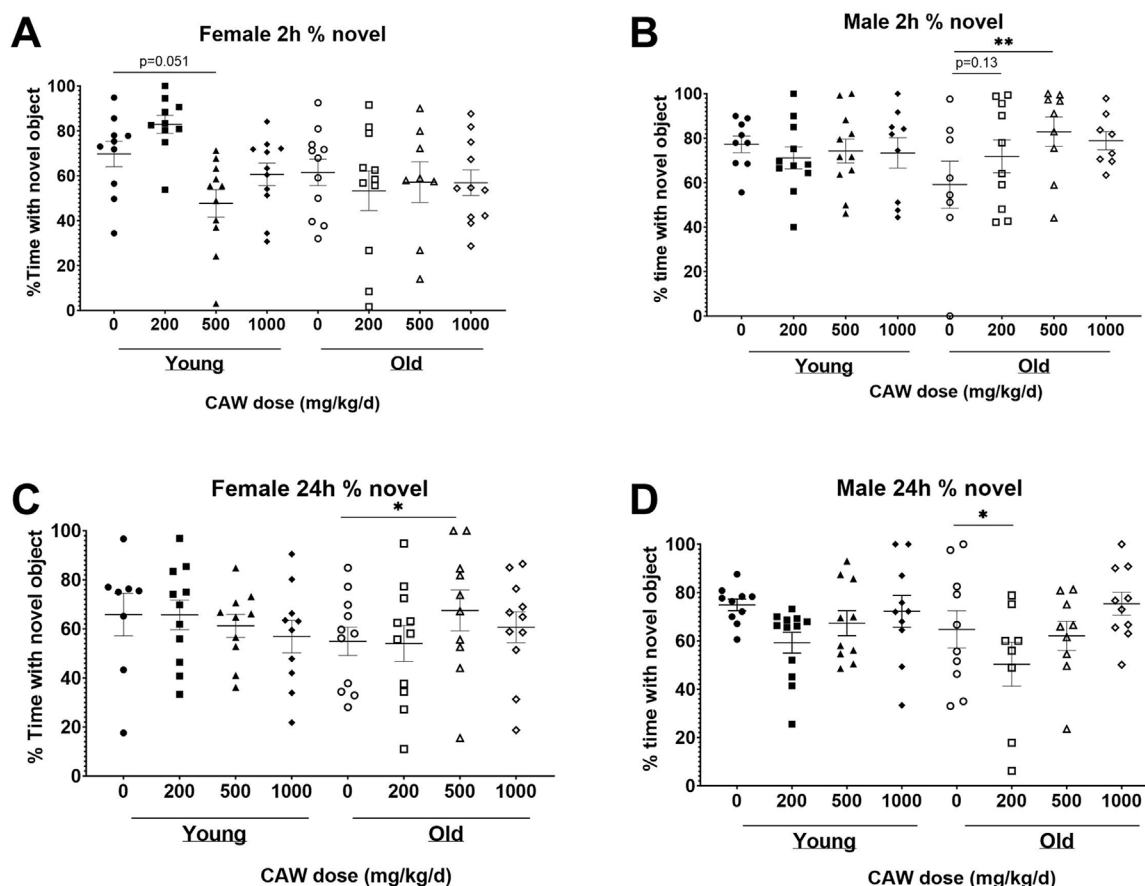 A
Female 2h % novel
p=0.051
%Time with novel object
100
80
60
40
20
0
0 200 500 1000 0 200 500 1000
Young Old
CAW dose (mg/kg/d)
B
Male 2h % novel
**
p=0.13
% time with novel object
100
80
60
40
20
0
0 200 500 1000 0 200 500 1000
Young Old
CAW dose (mg/kg/d)
C
Female 24h % novel
*
% Time with novel object
100
80
60
40
20
0
0 200 500 1000 0 200 500 1000
Young Old
CAW dose (mg/kg/d)
D
Male 24h % novel
*
% time with novel object
100
80
60
40
20
0
0 200 500 1000 0 200 500 1000
Young Old
CAW dose (mg/kg/d)